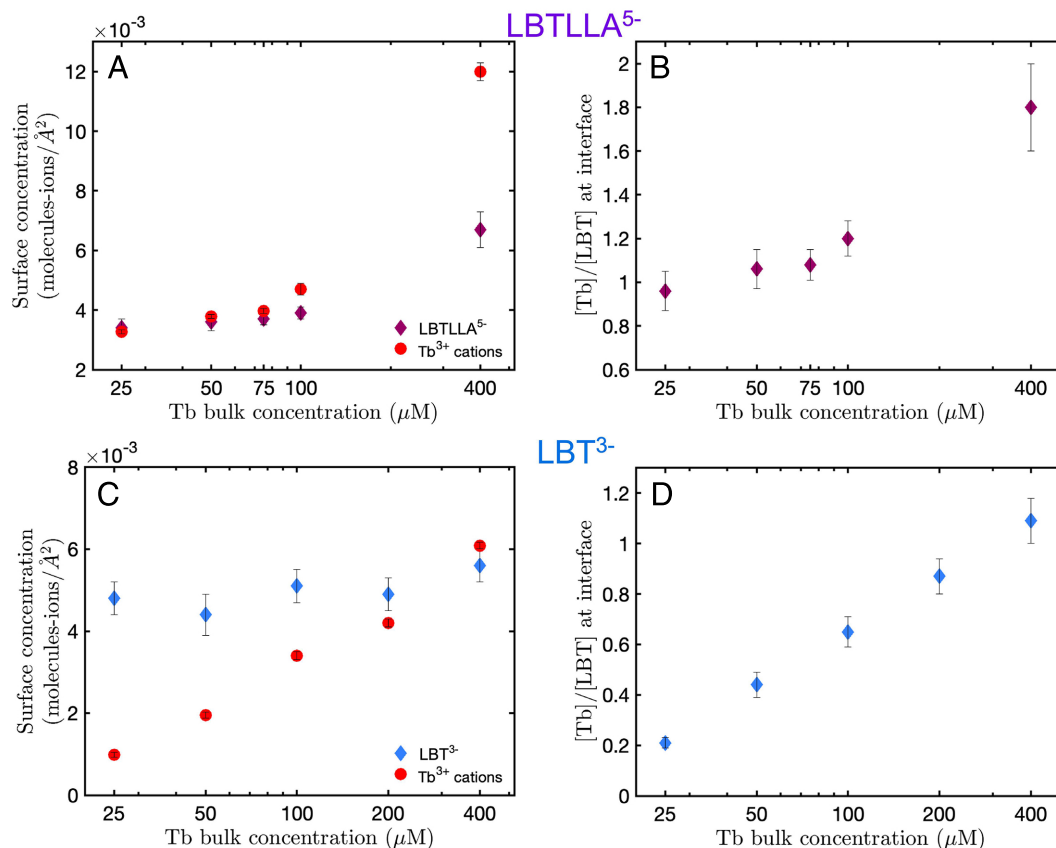 LBTLLA5-
A
×10-3
Surface concentration
(molecules-ions/Å2)
12
10
8
6
4
2
25 50 75 100 400
Tb bulk concentration (μM)
LBTLLA5-
Tb3+ cations
B
[Tb]/[LBT] at interface
2
1.8
1.6
1.4
1.2
1
0.8
0.6
25 50 75 100 400
Tb bulk concentration (μM)
LBT3-
C
×10-3
Surface concentration
(molecules-ions/Å2)
8
6
4
2
0
25 50 100 200 400
Tb bulk concentration (μM)
LBT3-
Tb3+ cations
D
[Tb]/[LBT] at interface
1.2
1
0.8
0.6
0.4
0.2
0
25 50 100 200 400
Tb bulk concentration (μM)